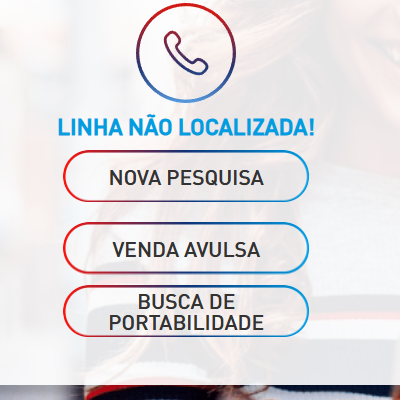 LINHA NÃO LOCALIZADA!
NOVA PESQUISA
VENDA AVULSA
BUSCA DE
PORTABILIDADE